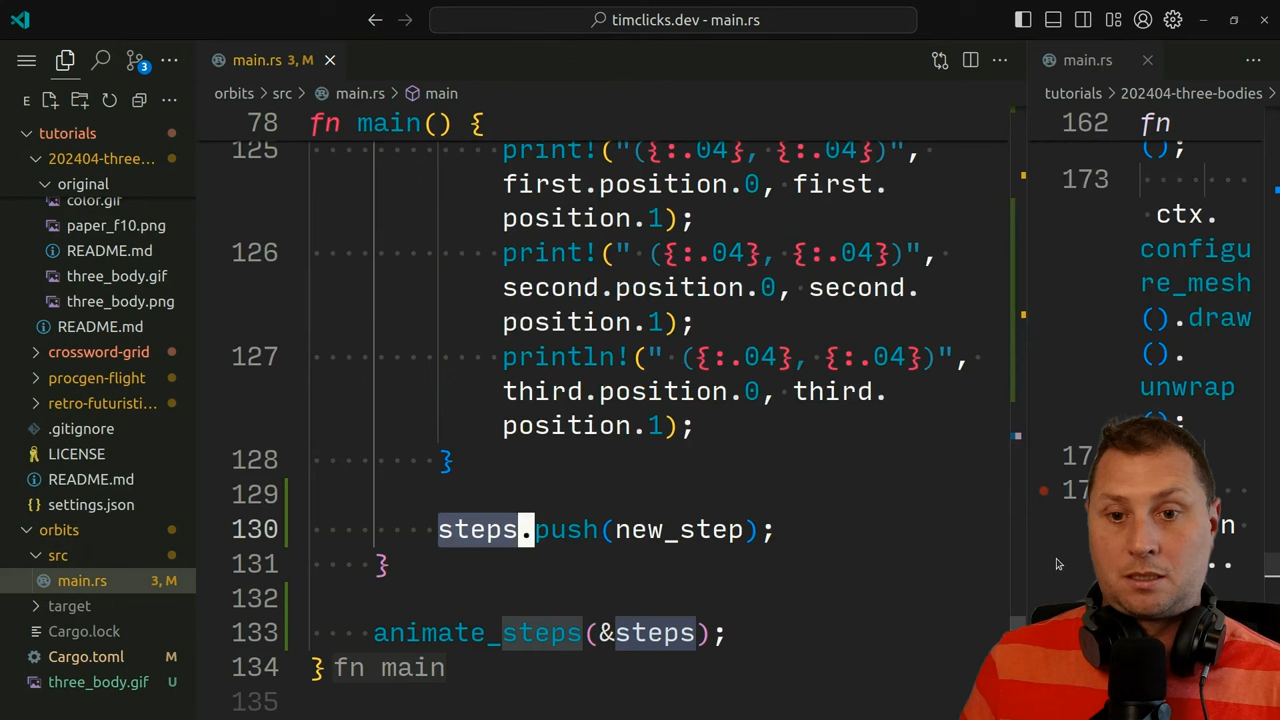 timclicks.dev - main.rs
main.rs 3, M
main.rs
E
orbits > src > main.rs > main
tutorials > 202404-three-bodies >
tutorials
202404-three...
original
color.gif
paper_f10.png
README.md
three_body.gif
three_body.png
README.md
crossword-grid
procgen-flight
retro-futuristi...
.gitignore
LICENSE
README.md
settings.json
orbits
src
main.rs 3, M
target
Cargo.lock
Cargo.toml M
three_body.gif U
3
78 fn main() {
125 print!("({:.04}, {:.04})",
first.position.0, first.
position.1);
126 print!(" ({:.04}, {:.04})",
second.position.0, second.
position.1);
127 println!(" ({:.04}, {:.04})",
third.position.0, third.
position.1);
128 }
129
130 steps.push(new_step);
131 }
132
133 animate_steps(&steps);
134 } fn main
135
162 fn
();
173
ctx.
configu
re_mesh
().draw
().
unwrap